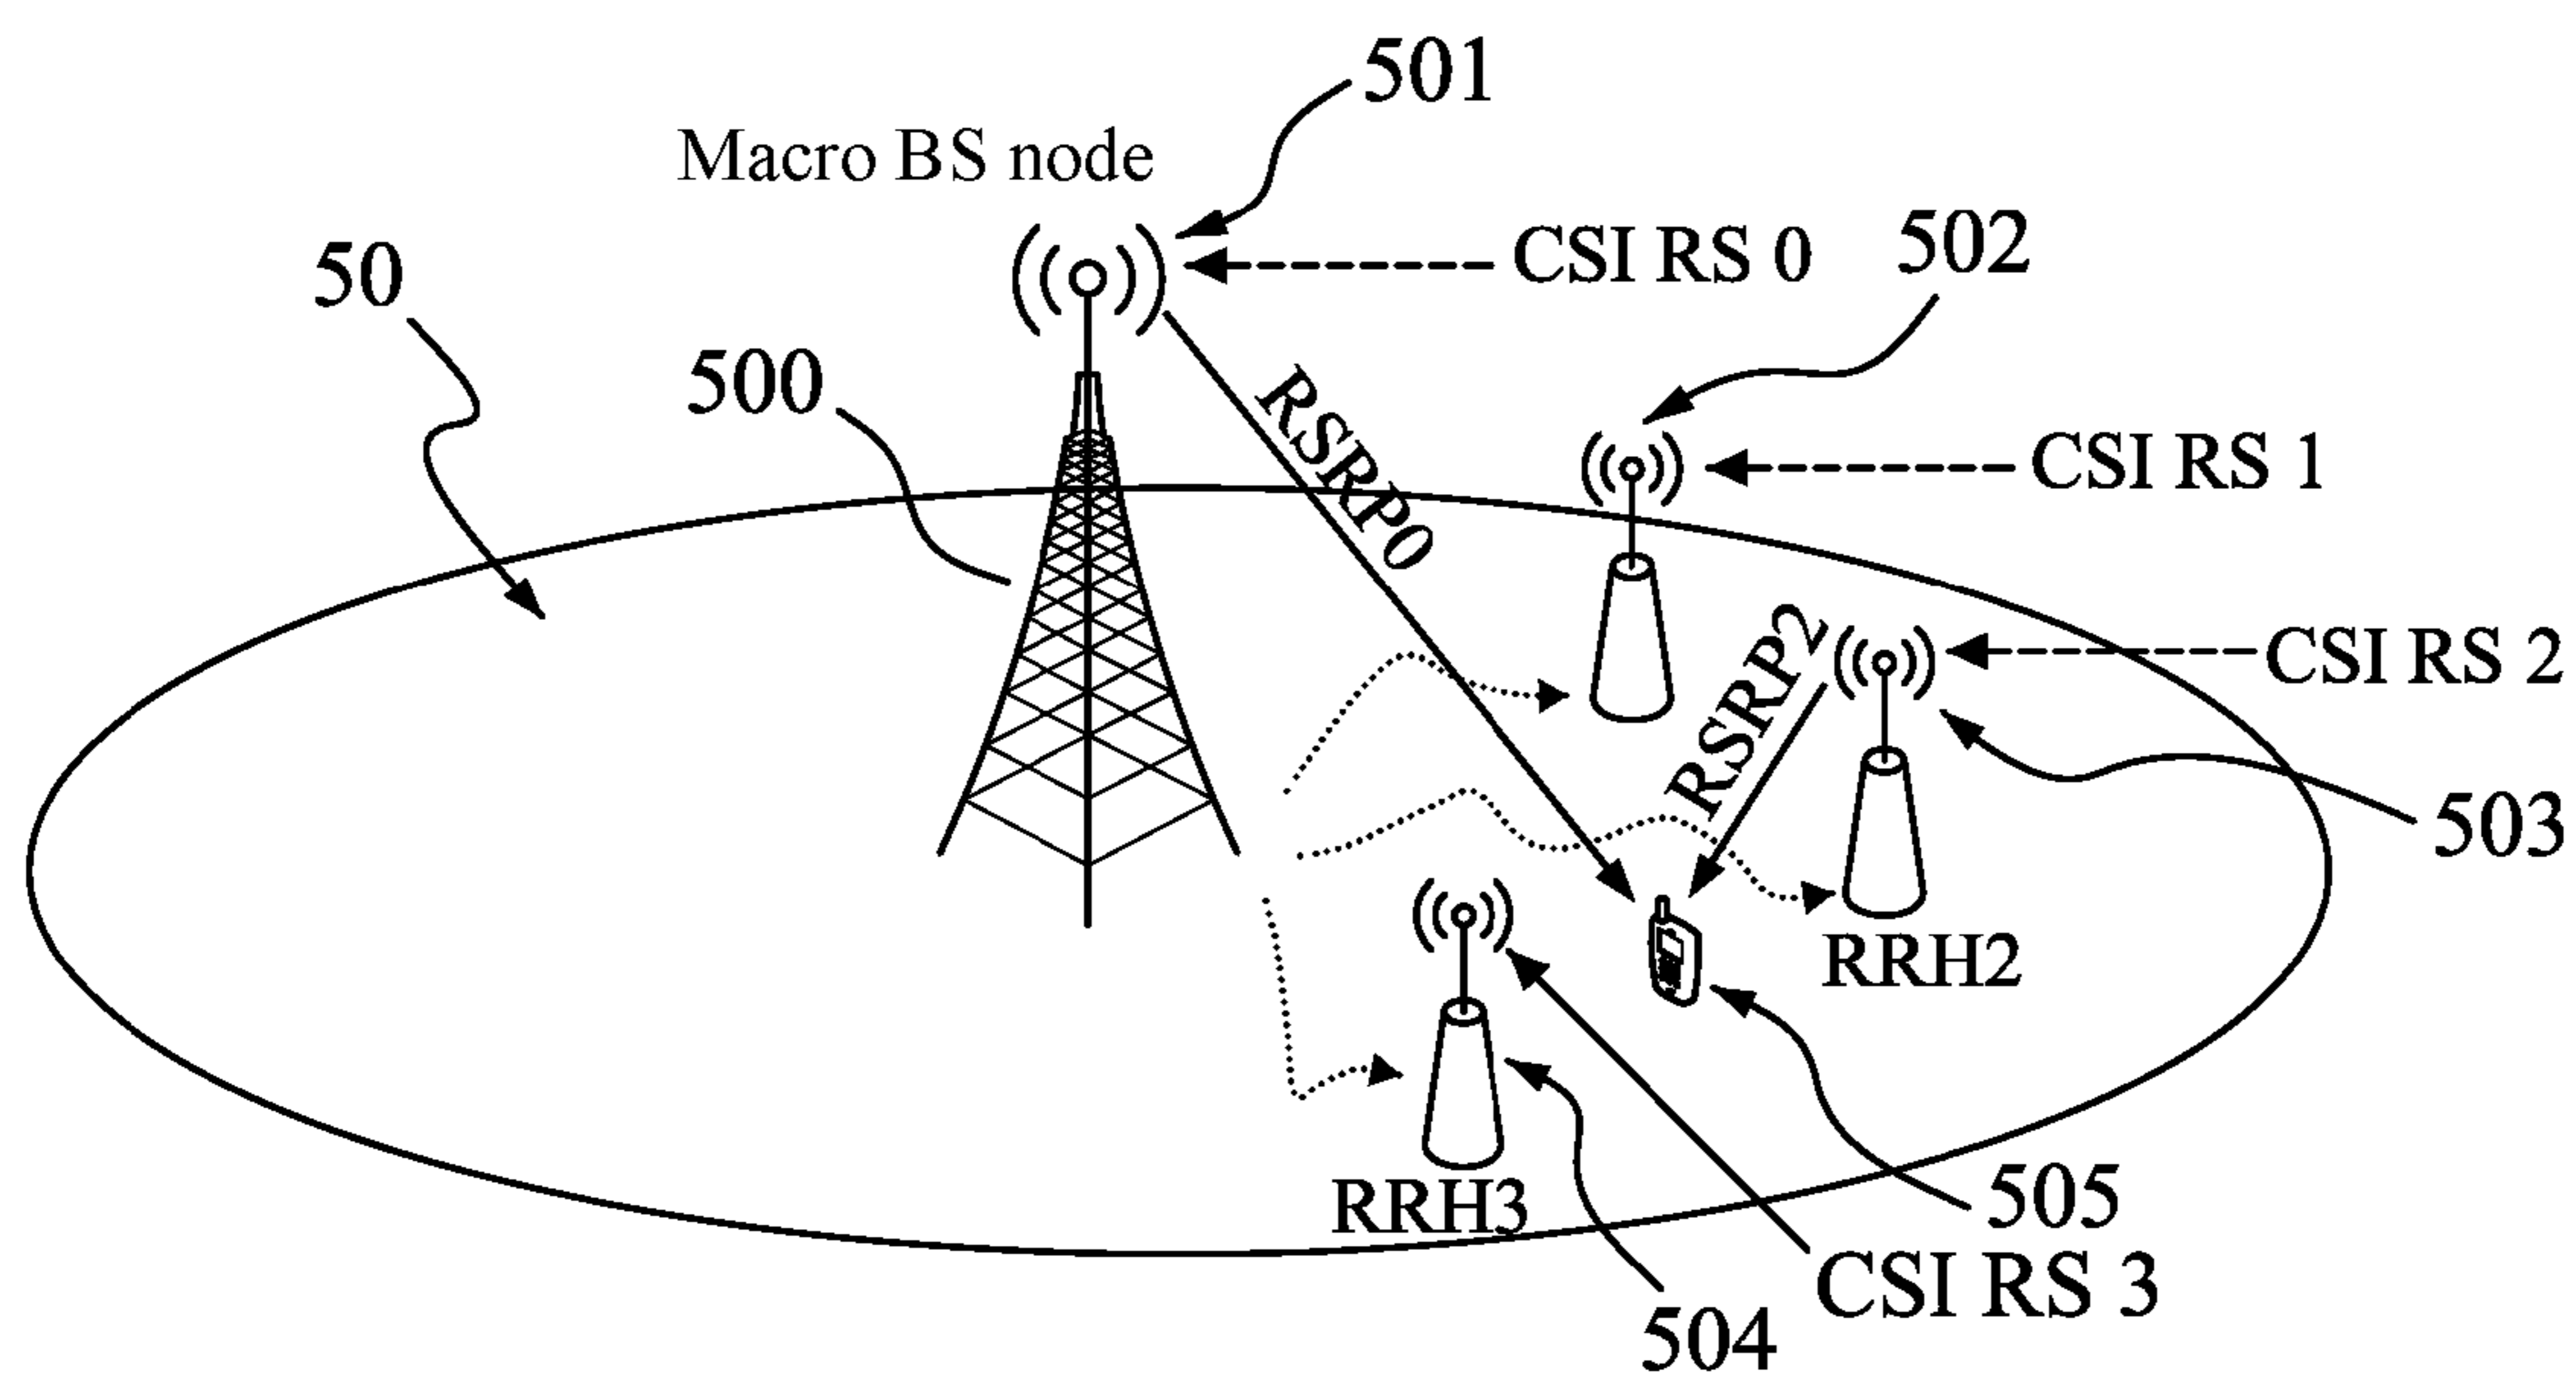 501
Macro BS node
502
CSI RS 0
50
500
RSRP0
CSI RS 1
RSRP2
CSI RS 2
503
RRH2
505
RRH3
CSI RS 3
504